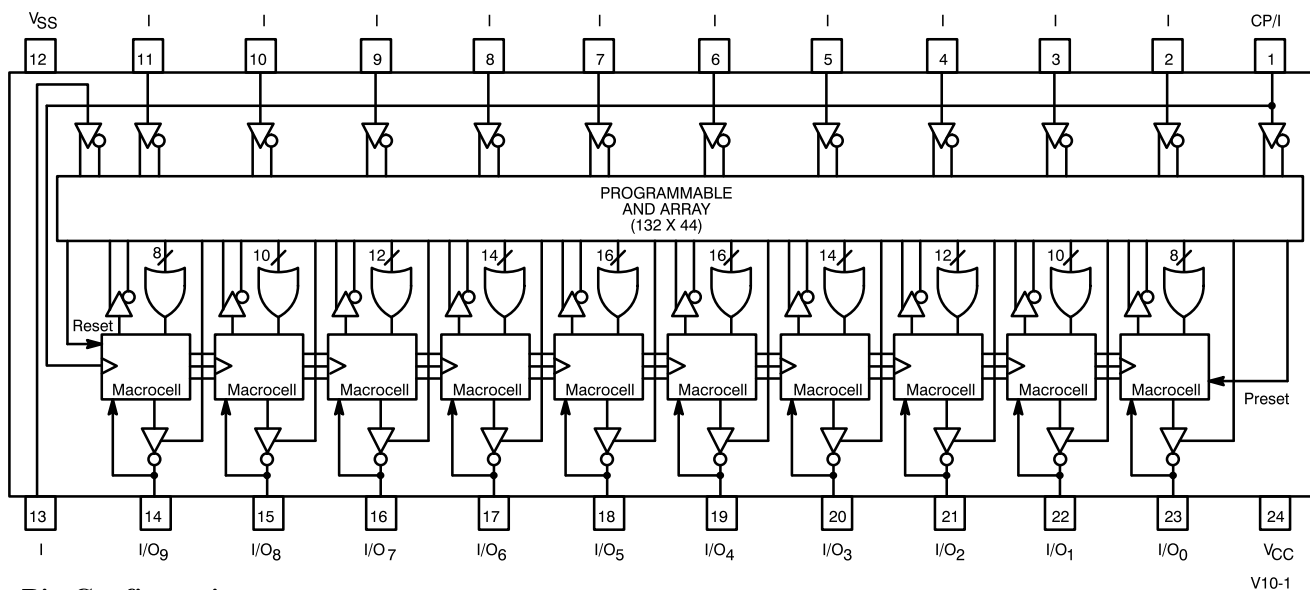 VSS I I I I I I I I I I CP/I
12 11 10 9 8 7 6 5 4 3 2 1
PROGRAMMABLE
AND ARRAY
(132 X 44)
8 10 12 14 16 16 14 12 10 8
Reset
Macrocell Macrocell Macrocell Macrocell Macrocell Macrocell Macrocell Macrocell Macrocell Macrocell
Preset
13 14 15 16 17 18 19 20 21 22 23 24
I I/O9 I/O8 I/O7 I/O6 I/O5 I/O4 I/O3 I/O2 I/O1 I/O0 VCC
V10-1